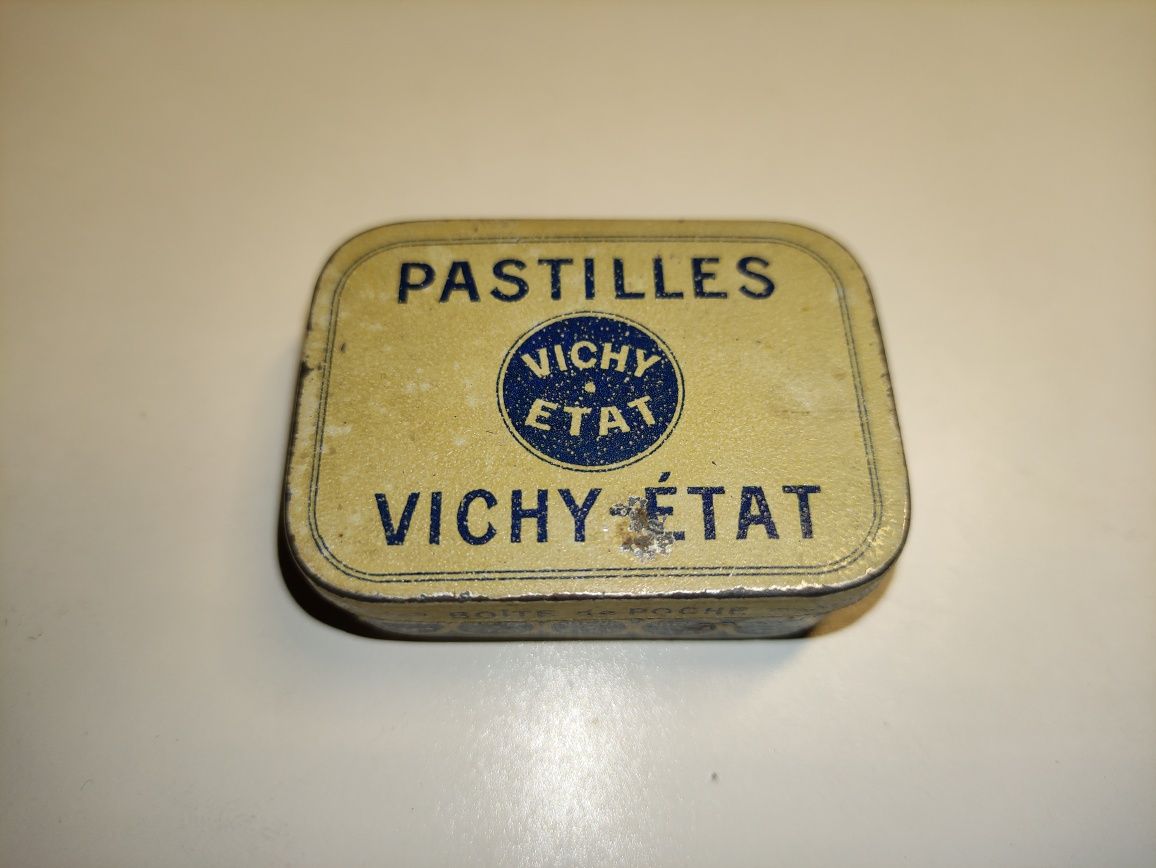 PASTILLES
VICHY
ETAT
VICHY-ÉTAT
BOITE de POCHE